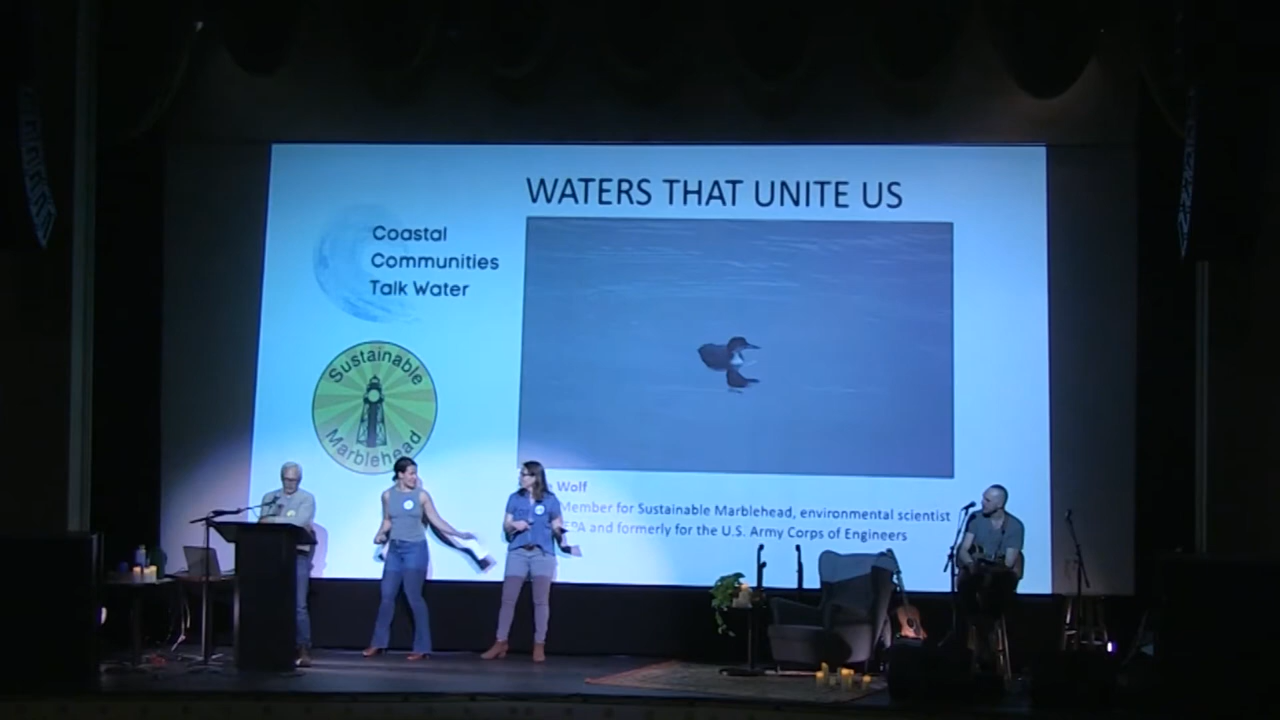 WATERS THAT UNITE US
Coastal
Communities
Talk Water
Sustainable
Marblehead
Wolf
Member for Sustainable Marblehead, environmental scientist
EPA and formerly for the U.S. Army Corps of Engineers